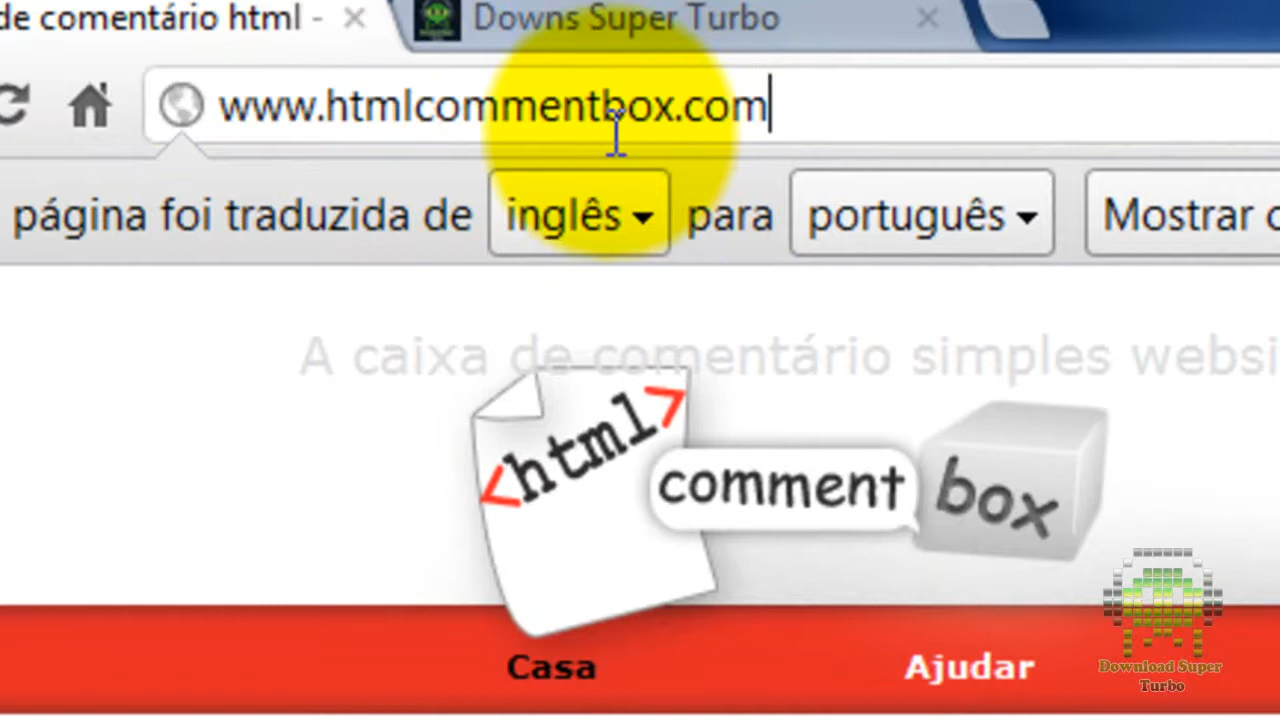 de comentário html -
Downs Super Turbo
www.htmlcommentbox.com
página foi traduzida de inglês para português Mostrar
A caixa de comentário simples websi
<html>
comment
box
Casa
Ajudar
Download Super
Turbo